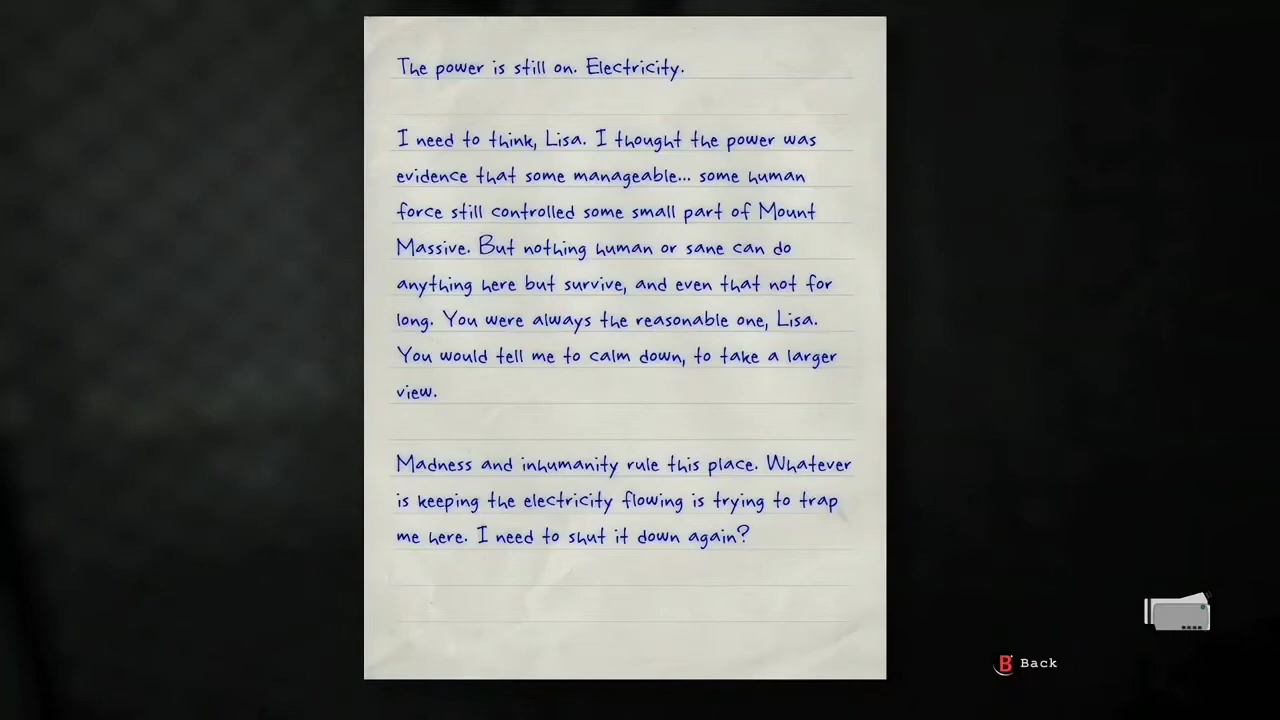 The power is still on. Electricity.
I need to think, Lisa. I thought the power was
evidence that some manageable... some human
force still controlled some small part of Mount
Massive. But nothing human or sane can do
anything here but survive, and even that not for
long. You were always the reasonable one, Lisa.
You would tell me to calm down, to take a larger
view.
Madness and inhumanity rule this place. Whatever
is keeping the electricity flowing is trying to trap
me here. I need to shut it down again?
B Back